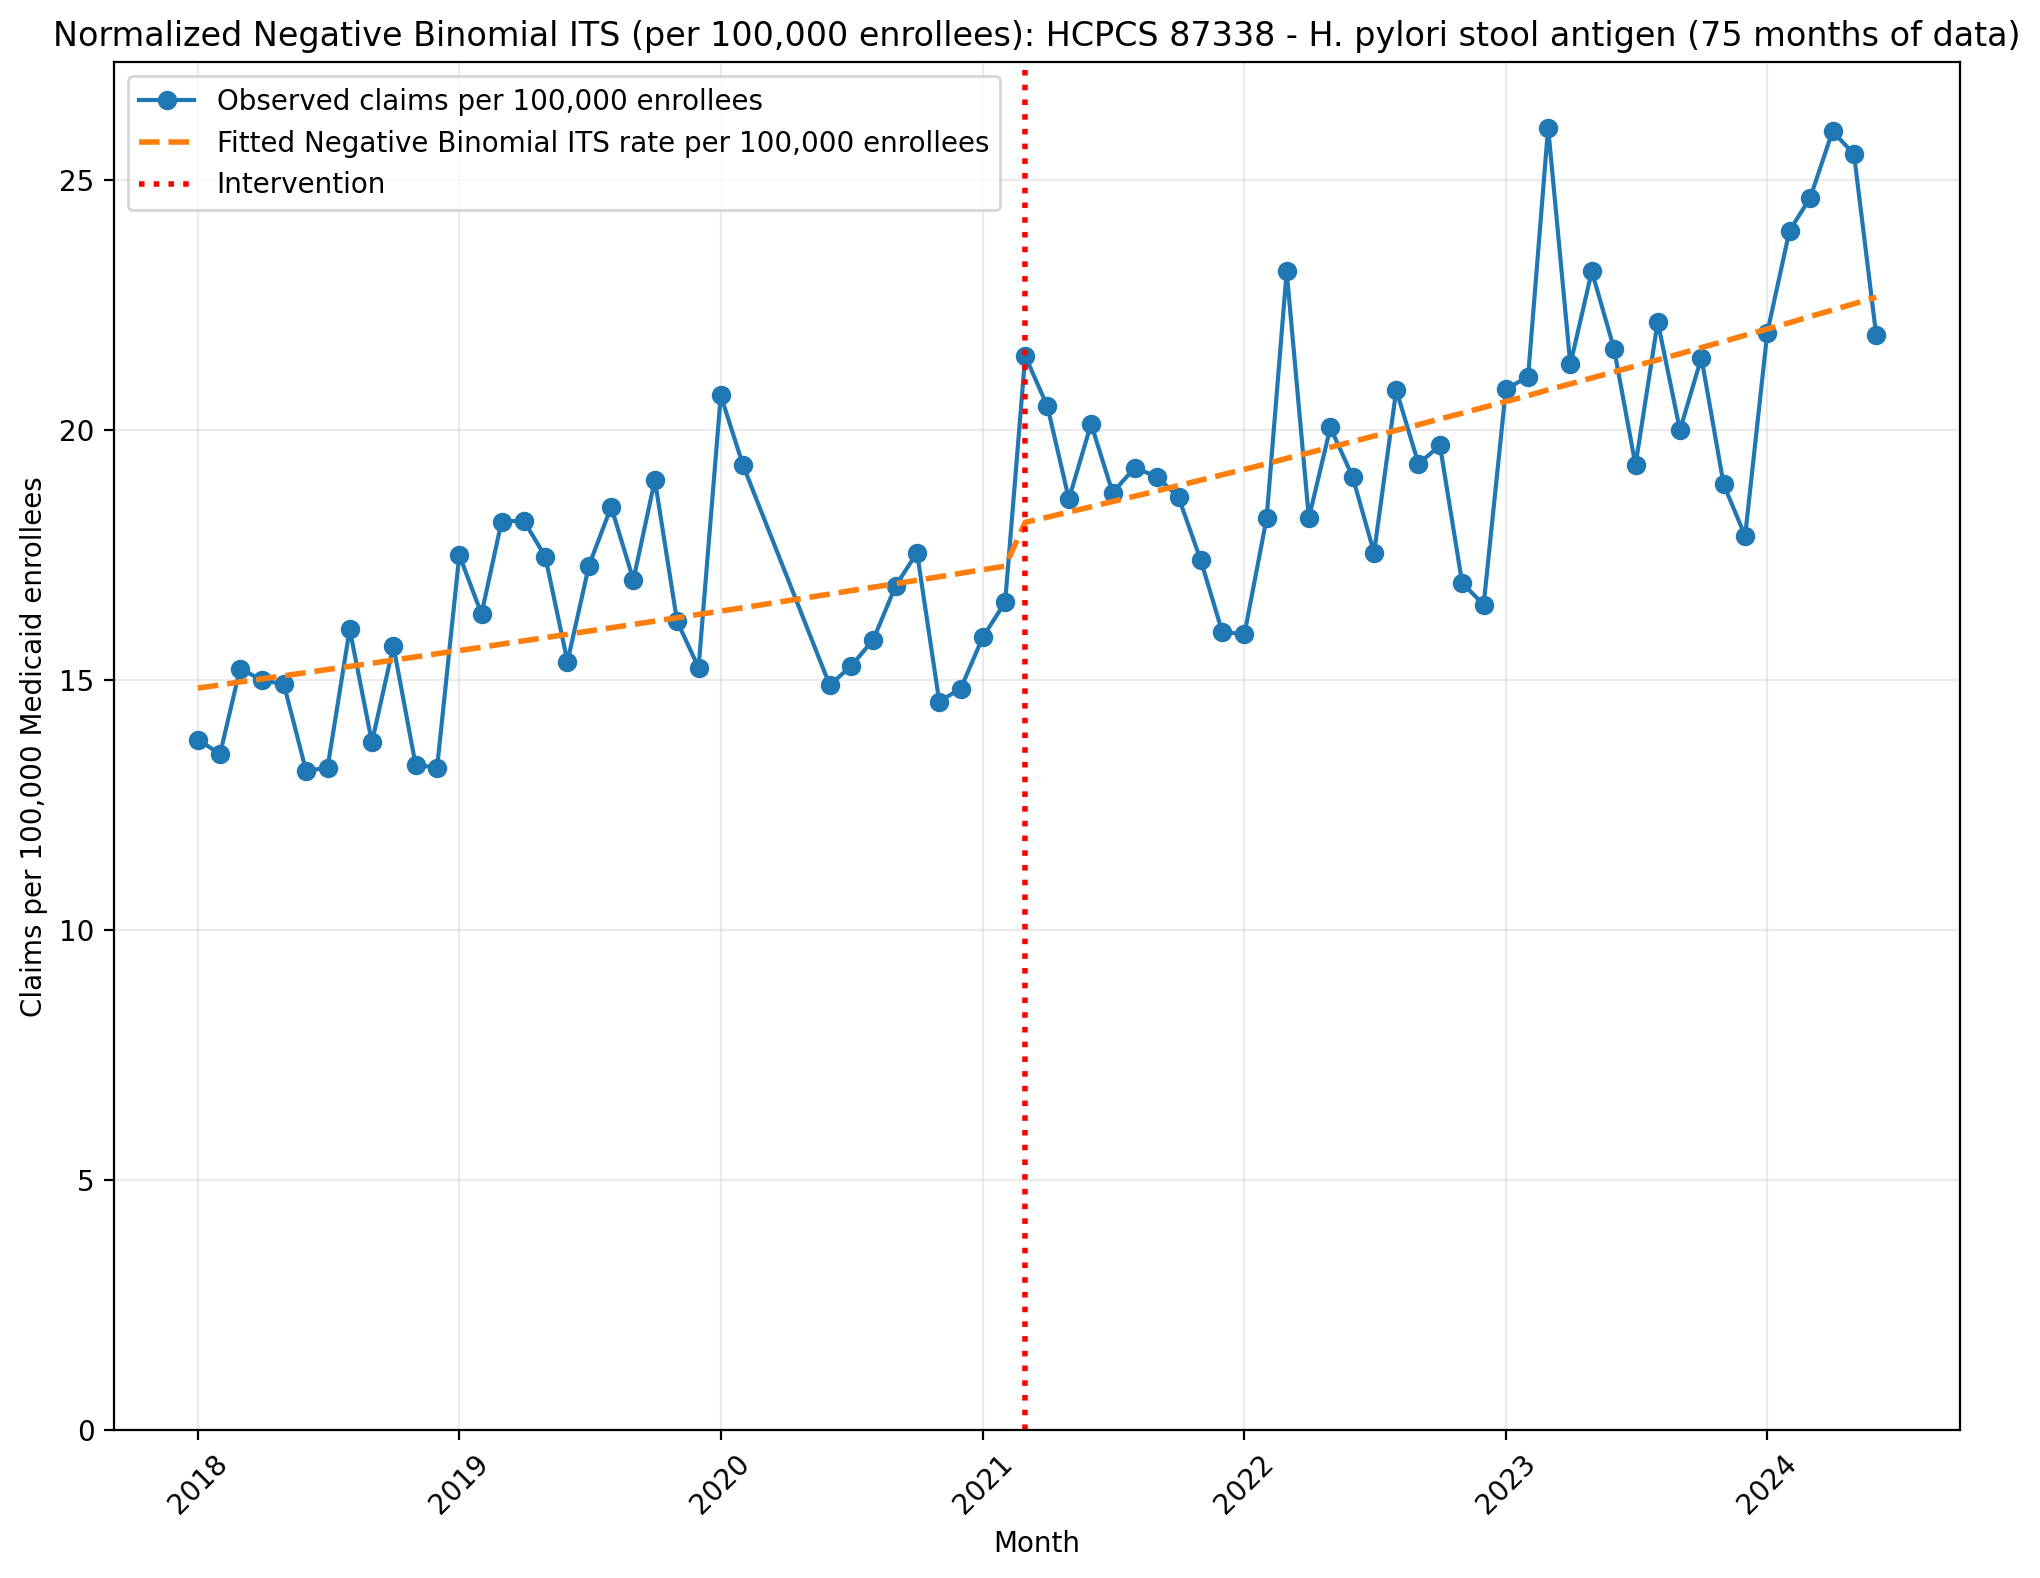 Normalized Negative Binomial ITS (per 100,000 enrollees): HCPCS 87338 - H. pylori stool antigen (75 months of data)
Observed claims per 100,000 enrollees
Fitted Negative Binomial ITS rate per 100,000 enrollees
Intervention
Claims per 100,000 Medicaid enrollees
25
20
15
10
5
0
2018
2019
2020
2021
2022
2023
2024
Month